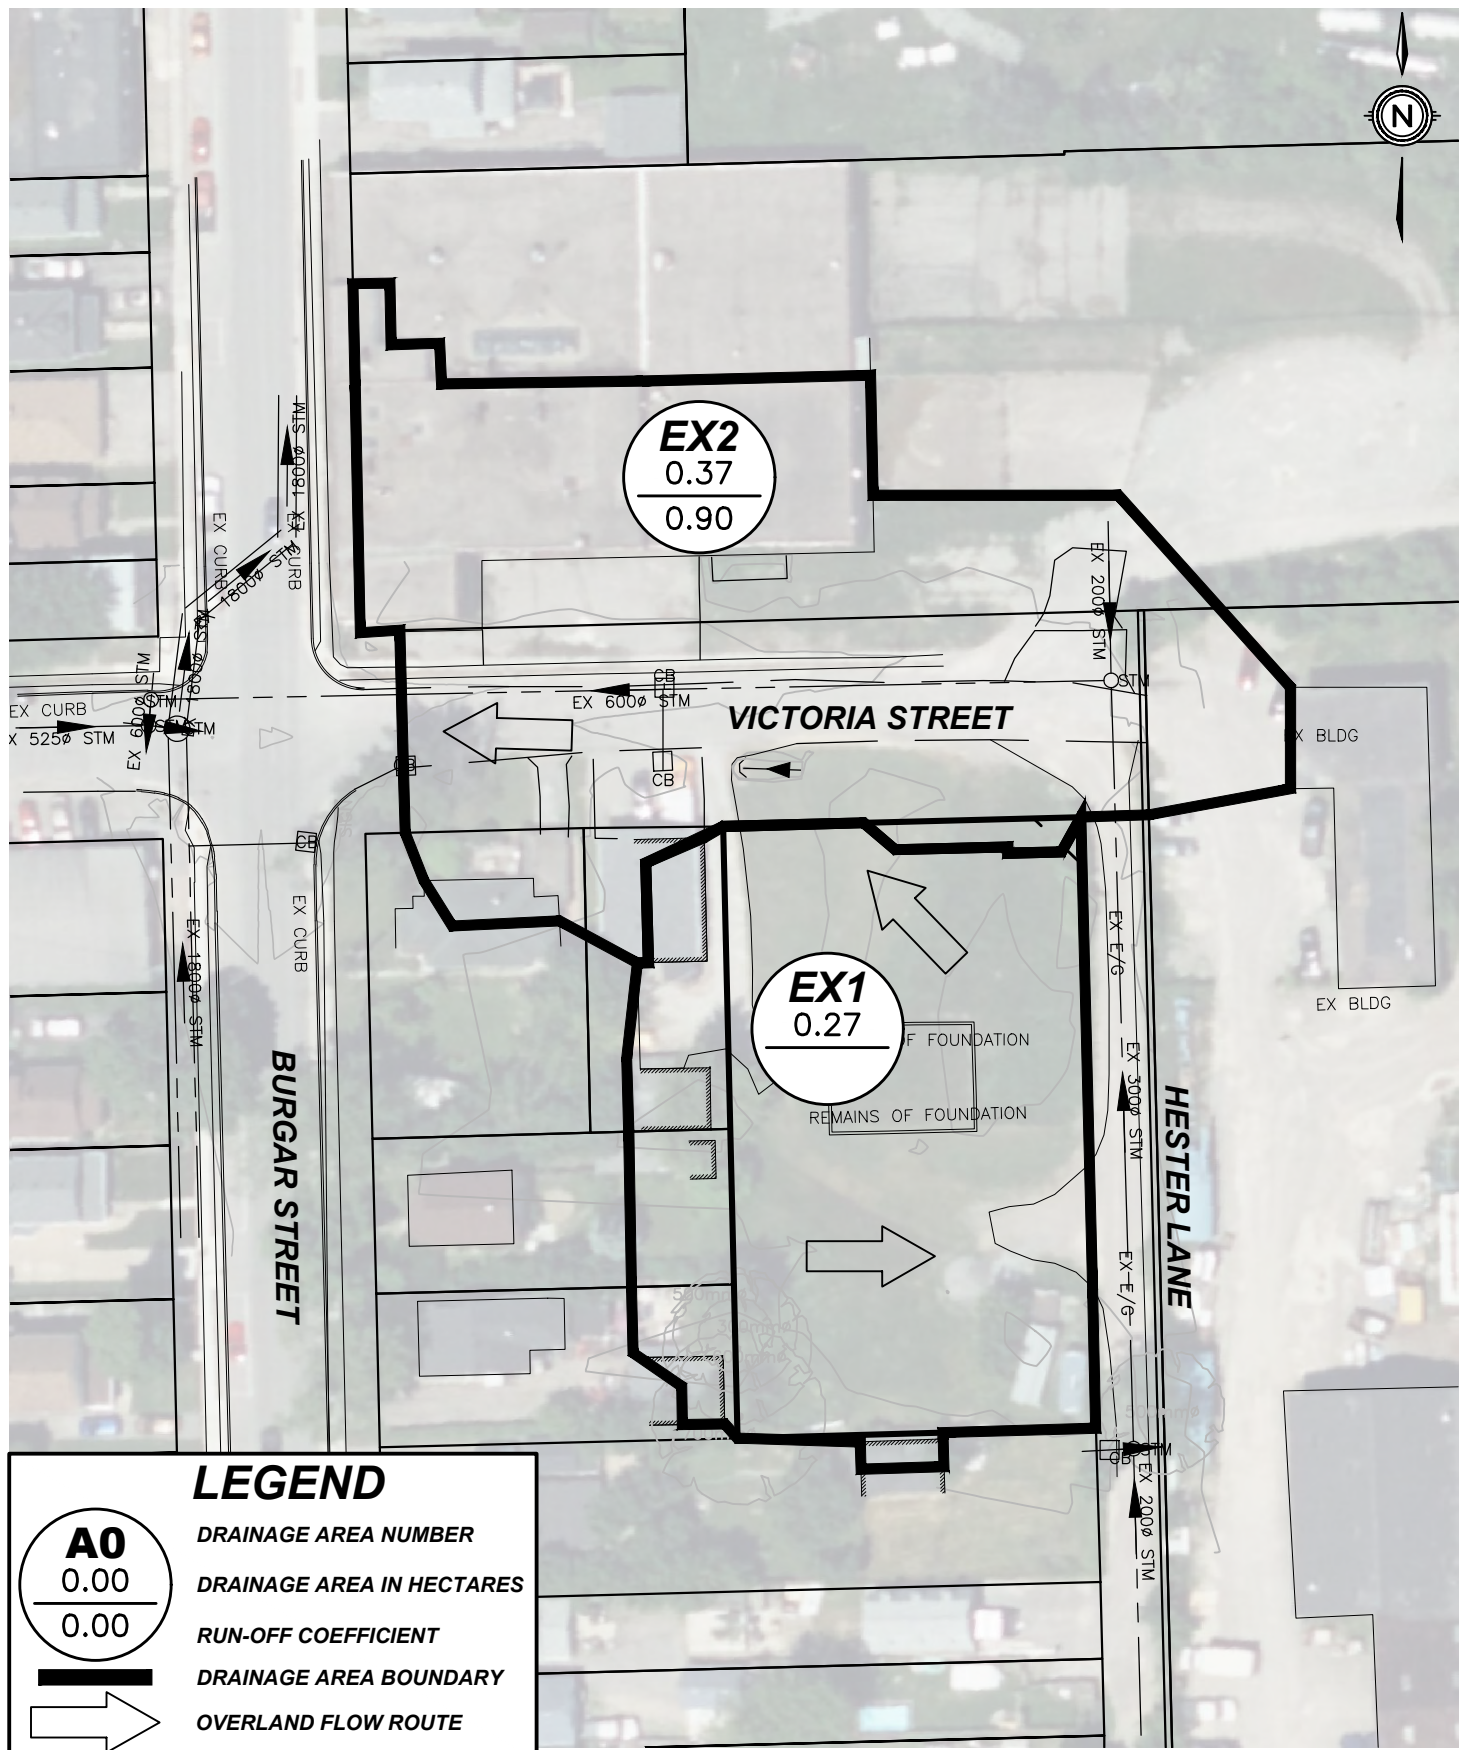 N
EX2
0.37
0.90
EX 1800ø STM
EX CURB
EX CURB
1800ø STM
EX 200ø STM
STM
CB
EX 600ø STM
EX 600ø STM
STM
STM
EX CURB
X 525ø STM
VICTORIA STREET
CB
CB
EX BLDG
CB
EX CURB
EX 1800ø STM
EX E/G
EX1
0.27
OF FOUNDATION
REMAINS OF FOUNDATION
EX BLDG
EX 300ø STM
BURGAR STREET
HESTER LANE
EX E/G
STM
CB
EX 200ø STM
LEGEND
A0
0.00
0.00
DRAINAGE AREA NUMBER
DRAINAGE AREA IN HECTARES
RUN-OFF COEFFICIENT
DRAINAGE AREA BOUNDARY
OVERLAND FLOW ROUTE